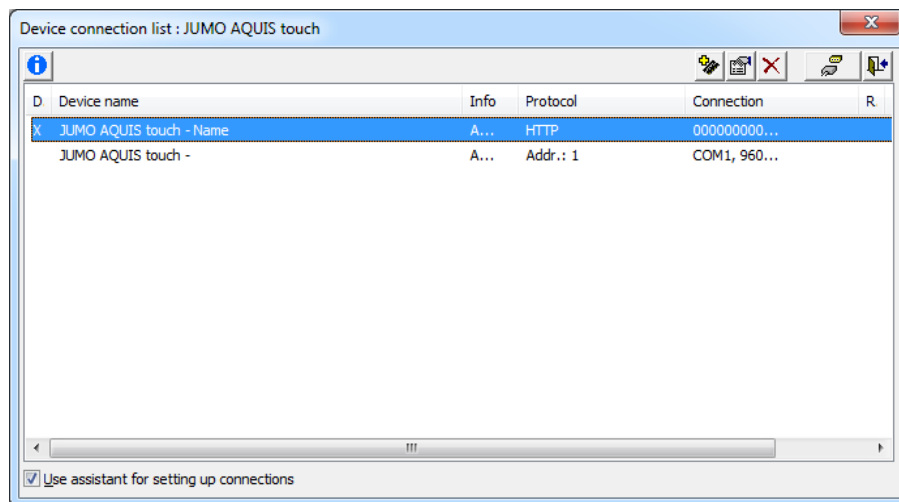 Device connection list : JUMO AQUIS touch
D. Device name Info Protocol Connection R.
X JUMO AQUIS touch - Name A... HTTP 000000000...
JUMO AQUIS touch - A... Addr.: 1 COM1, 960...
Use assistant for setting up connections